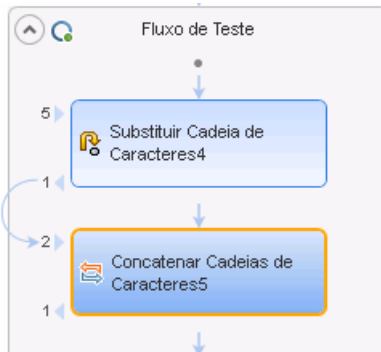 Fluxo de Teste
5
Substituir Cadeia de
Caracteres4
1
2
Concatenar Cadeias de
Caracteres5
1